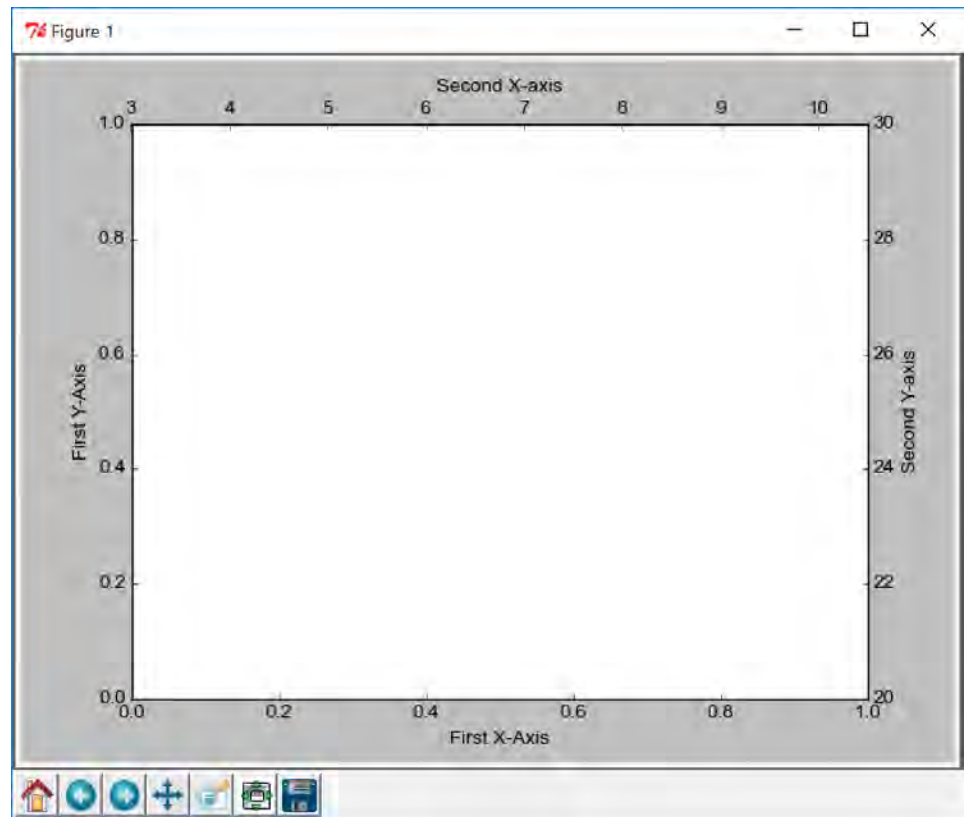 Figure 1
Second X-axis
3 4 5 6 7 8 9 10
1.0 30
0.8 28
0.6 26
First Y-Axis
Second Y-axis
0.4 24
0.2 22
0.0 20
0.0 0.2 0.4 0.6 0.8 1.0
First X-Axis